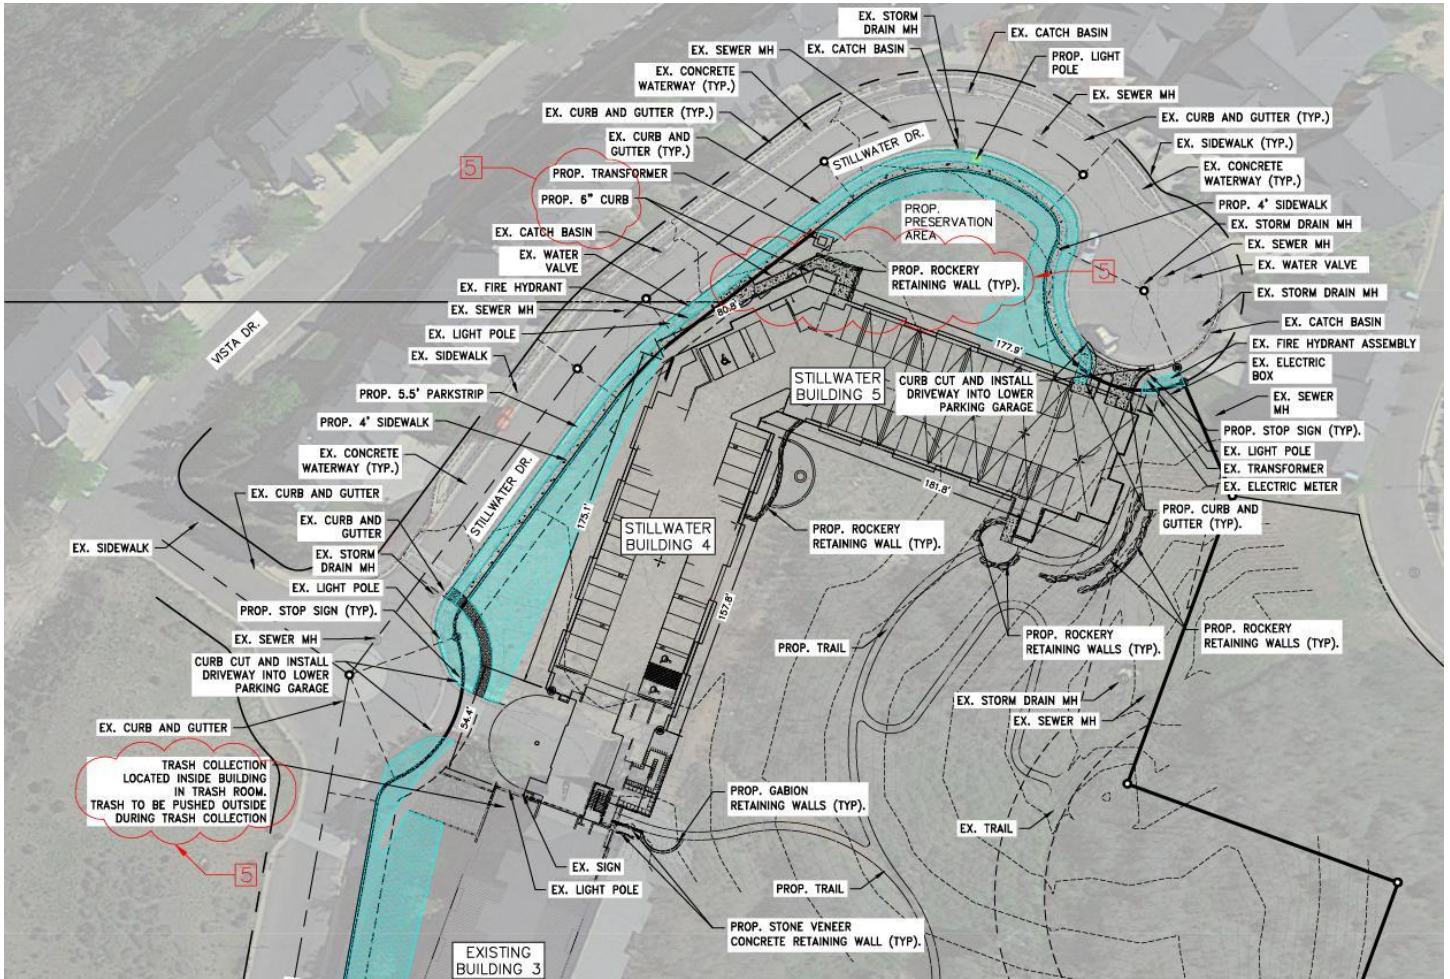 EX. STORM
DRAIN MH
EX. CATCH BASIN
EX. SEWER MH
EX. CATCH BASIN
PROP. LIGHT
POLE
EX. CONCRETE
WATERWAY (TYP.)
EX. SEWER MH
EX. CURB AND GUTTER (TYP.)
EX. CURB AND GUTTER (TYP.)
EX. CURB AND
GUTTER (TYP.)
STILLWATER DR.
EX. SIDEWALK (TYP.)
5
PROP. TRANSFORMER
EX. CONCRETE
WATERWAY (TYP.)
PROP. 6" CURB
PROP.
PRESERVATION
AREA
PROP. 4' SIDEWALK
EX. CATCH BASIN
EX. STORM DRAIN MH
EX. WATER
VALVE
EX. SEWER MH
PROP. ROCKERY
RETAINING WALL (TYP).
5
EX. WATER VALVE
EX. FIRE HYDRANT
EX. STORM DRAIN MH
EX. SEWER MH
80.8'
VISTA DR.
EX. LIGHT POLE
EX. CATCH BASIN
EX. SIDEWALK
177.9'
EX. FIRE HYDRANT ASSEMBLY
EX. ELECTRIC
BOX
STILLWATER
BUILDING 5
CURB CUT AND INSTALL
DRIVEWAY INTO LOWER
PARKING GARAGE
PROP. 5.5' PARKSTRIP
EX. SEWER
MH
PROP. 4' SIDEWALK
PROP. STOP SIGN (TYP).
EX. CONCRETE
WATERWAY (TYP.)
EX. LIGHT POLE
EX. TRANSFORMER
EX. ELECTRIC METER
STILLWATER DR.
181.8'
EX. CURB AND GUTTER
PROP. CURB AND
GUTTER (TYP).
175.1'
EX. CURB AND
GUTTER
STILLWATER
BUILDING 4
PROP. ROCKERY
RETAINING WALL (TYP).
EX. SIDEWALK
EX. STORM
DRAIN MH
EX. LIGHT POLE
PROP. STOP SIGN (TYP).
157.8'
EX. SEWER MH
PROP. TRAIL
PROP. ROCKERY
RETAINING WALLS (TYP).
PROP. ROCKERY
RETAINING WALLS (TYP).
CURB CUT AND INSTALL
DRIVEWAY INTO LOWER
PARKING GARAGE
EX. STORM DRAIN MH
EX. SEWER MH
EX. CURB AND GUTTER
54.4'
TRASH COLLECTION
LOCATED INSIDE BUILDING
IN TRASH ROOM.
TRASH TO BE PUSHED OUTSIDE
DURING TRASH COLLECTION
PROP. GABION
RETAINING WALLS (TYP).
EX. TRAIL
5
EX. SIGN
EX. LIGHT POLE
PROP. TRAIL
PROP. STONE VENEER
CONCRETE RETAINING WALL (TYP).
EXISTING
BUILDING 3